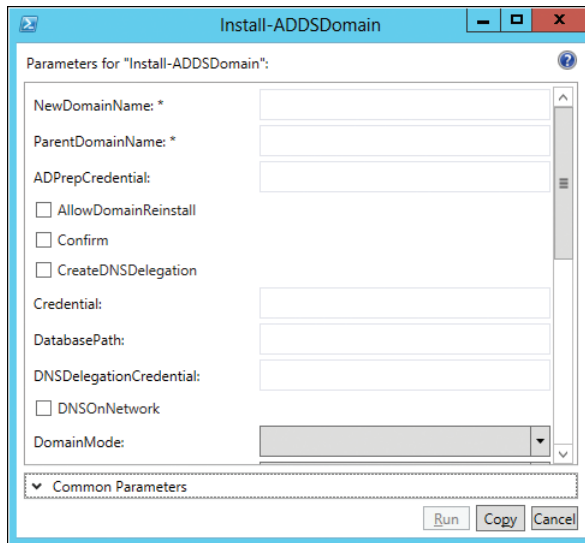 Install-ADDSDomain
Parameters for "Install-ADDSDomain":
NewDomainName: *
ParentDomainName: *
ADPrepCredential:
AllowDomainReinstall
Confirm
CreateDNSDelegation
Credential:
DatabasePath:
DNSDelegationCredential:
DNSOnNetwork
DomainMode:
Common Parameters
Run Copy Cancel